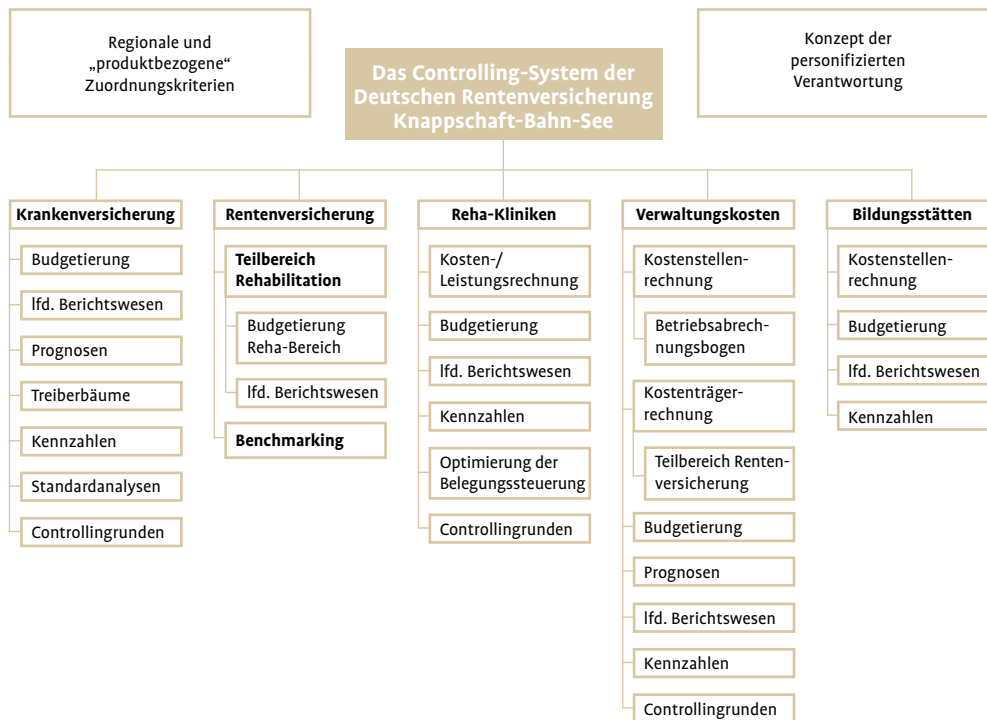 Regionale und
„produktbezogene“
Zuordnungskriterien
Das Controlling-System der
Deutschen Rentenversicherung
Knappschaft-Bahn-See
Konzept der
personifizierten
Verantwortung
Krankenversicherung
Budgetierung
lfd. Berichtswesen
Prognosen
Treiberbäume
Kennzahlen
Standardanalysen
Controllingrunden
Rentenversicherung
Teilbereich
Rehabilitation
Budgetierung
Reha-Bereich
lfd. Berichtswesen
Benchmarking
Reha-Kliniken
Kosten-/
Leistungsrechnung
Budgetierung
lfd. Berichtswesen
Kennzahlen
Optimierung der
Belegungssteuerung
Controllingrunden
Verwaltungskosten
Kostenstellen-
rechnung
Betriebsabrech-
nungsbogen
Kostenträger-
rechnung
Teilbereich Renten-
versicherung
Budgetierung
Prognosen
lfd. Berichtswesen
Kennzahlen
Controllingrunden
Bildungsstätten
Kostenstellen-
rechnung
Budgetierung
lfd. Berichtswesen
Kennzahlen